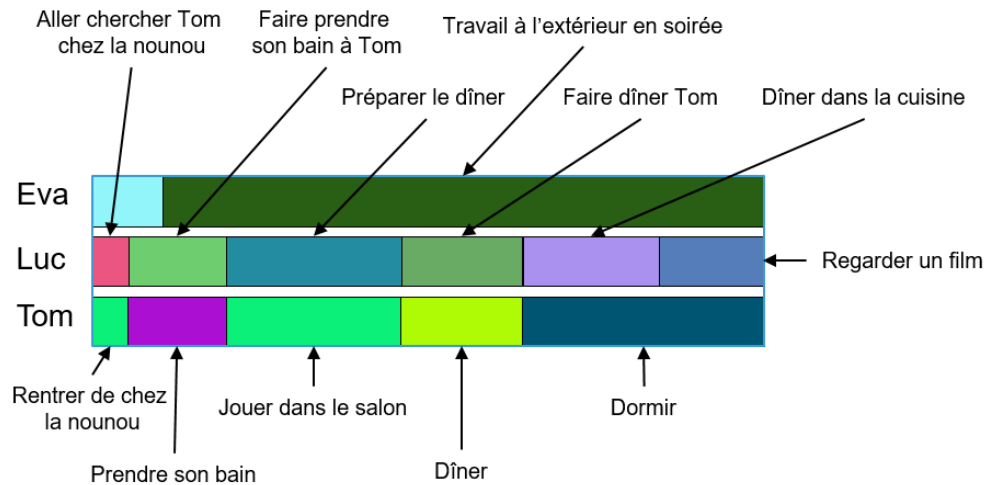 Aller chercher Tom
chez la nounou
Faire prendre
son bain à Tom
Travail à l’extérieur en soirée
Préparer le dîner
Faire dîner Tom
Dîner dans la cuisine
Eva
Luc
Regarder un film
Tom
Rentrer de chez
la nounou
Jouer dans le salon
Dormir
Prendre son bain
Dîner